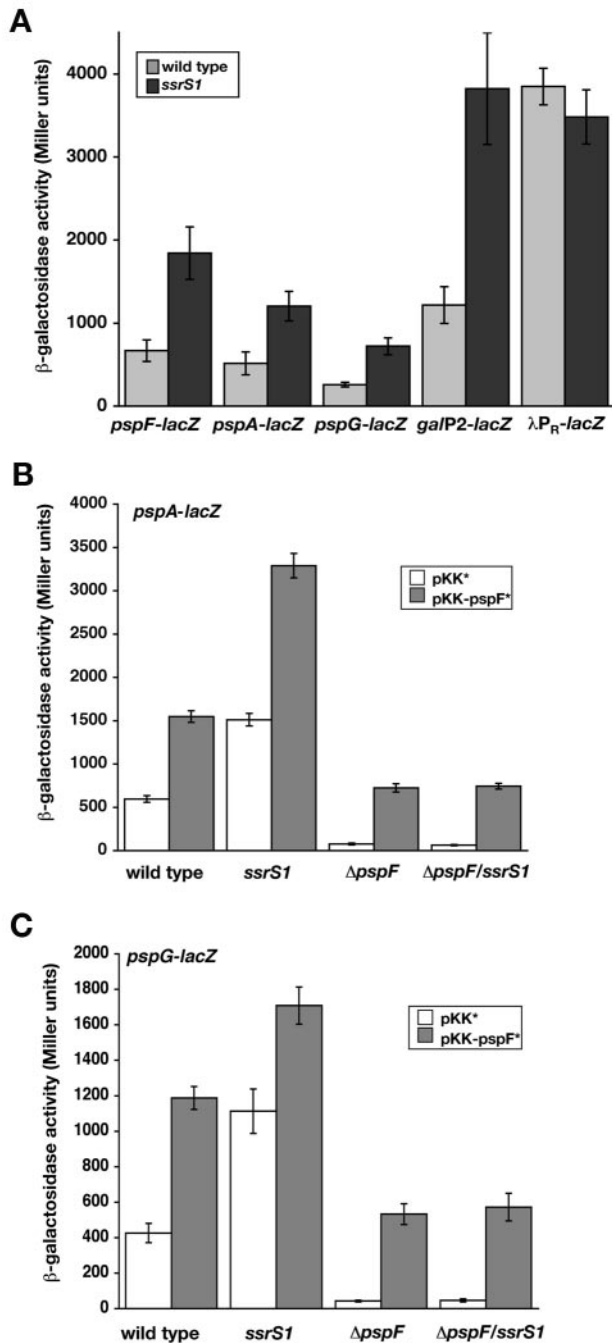 A
wild type
ssrS1
β-galactosidase activity (Miller units)
4000
3000
2000
1000
0
pspF-lacZ pspA-lacZ pspG-lacZ galP2-lacZ λPR-lacZ
B
pspA-lacZ
pKK*
pKK-pspF*
β-galactosidase activity (Miller units)
4000
3500
3000
2500
2000
1500
1000
500
0
wild type ssrS1 ΔpspF ΔpspF/ssrS1
C
pspG-lacZ
pKK*
pKK-pspF*
β-galactosidase activity (Miller units)
2000
1800
1600
1400
1200
1000
800
600
400
200
0
wild type ssrS1 ΔpspF ΔpspF/ssrS1